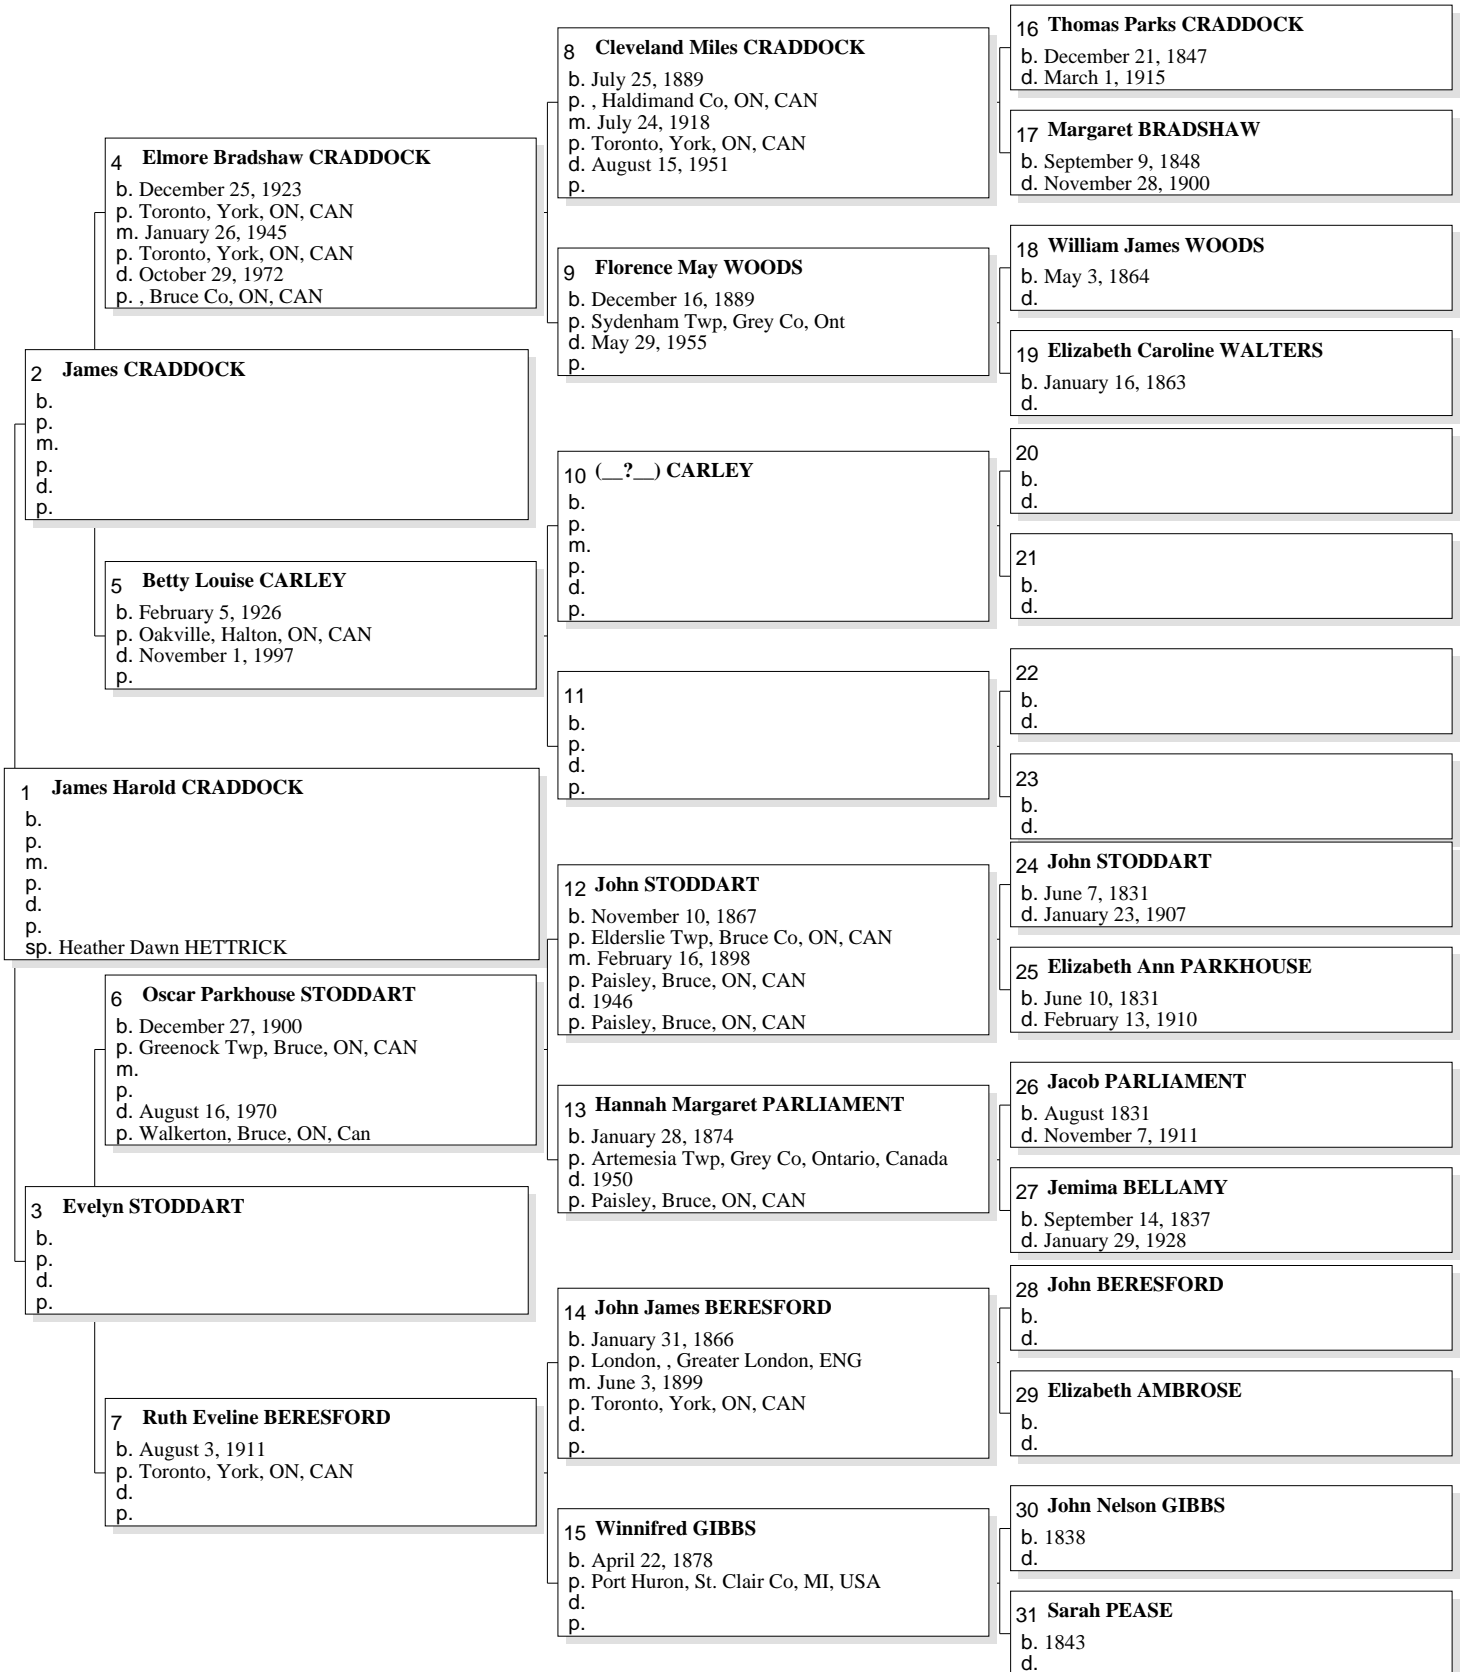 1 James Harold CRADDOCK
b.
p.
m.
p.
d.
p.
sp. Heather Dawn HETTRICK
2 James CRADDOCK
b.
p.
m.
p.
d.
p.
3 Evelyn STODDART
b.
p.
d.
p.
4 Elmore Bradshaw CRADDOCK
b. December 25, 1923
p. Toronto, York, ON, CAN
m. January 26, 1945
p. Toronto, York, ON, CAN
d. October 29, 1972
p. , Bruce Co, ON, CAN
5 Betty Louise CARLEY
b. February 5, 1926
p. Oakville, Halton, ON, CAN
d. November 1, 1997
p.
6 Oscar Parkhouse STODDART
b. December 27, 1900
p. Greenock Twp, Bruce, ON, CAN
m.
p.
d. August 16, 1970
p. Walkerton, Bruce, ON, Can
7 Ruth Eveline BERESFORD
b. August 3, 1911
p. Toronto, York, ON, CAN
d.
p.
8 Cleveland Miles CRADDOCK
b. July 25, 1889
p. , Haldimand Co, ON, CAN
m. July 24, 1918
p. Toronto, York, ON, CAN
d. August 15, 1951
p.
9 Florence May WOODS
b. December 16, 1889
p. Sydenham Twp, Grey Co, Ont
d. May 29, 1955
p.
10 (__?__) CARLEY
b.
p.
m.
p.
d.
p.
11
b.
p.
d.
p.
12 John STODDART
b. November 10, 1867
p. Elderslie Twp, Bruce Co, ON, CAN
m. February 16, 1898
p. Paisley, Bruce, ON, CAN
d. 1946
p. Paisley, Bruce, ON, CAN
13 Hannah Margaret PARLIAMENT
b. January 28, 1874
p. Artemesia Twp, Grey Co, Ontario, Canada
d. 1950
p. Paisley, Bruce, ON, CAN
14 John James BERESFORD
b. January 31, 1866
p. London, , Greater London, ENG
m. June 3, 1899
p. Toronto, York, ON, CAN
d.
p.
15 Winnifred GIBBS
b. April 22, 1878
p. Port Huron, St. Clair Co, MI, USA
d.
p.
16 Thomas Parks CRADDOCK
b. December 21, 1847
d. March 1, 1915
17 Margaret BRADSHAW
b. September 9, 1848
d. November 28, 1900
18 William James WOODS
b. May 3, 1864
d.
19 Elizabeth Caroline WALTERS
b. January 16, 1863
d.
20
b.
d.
21
b.
d.
22
b.
d.
23
b.
d.
24 John STODDART
b. June 7, 1831
d. January 23, 1907
25 Elizabeth Ann PARKHOUSE
b. June 10, 1831
d. February 13, 1910
26 Jacob PARLIAMENT
b. August 1831
d. November 7, 1911
27 Jemima BELLAMY
b. September 14, 1837
d. January 29, 1928
28 John BERESFORD
b.
d.
29 Elizabeth AMBROSE
b.
d.
30 John Nelson GIBBS
b. 1838
d.
31 Sarah PEASE
b. 1843
d.